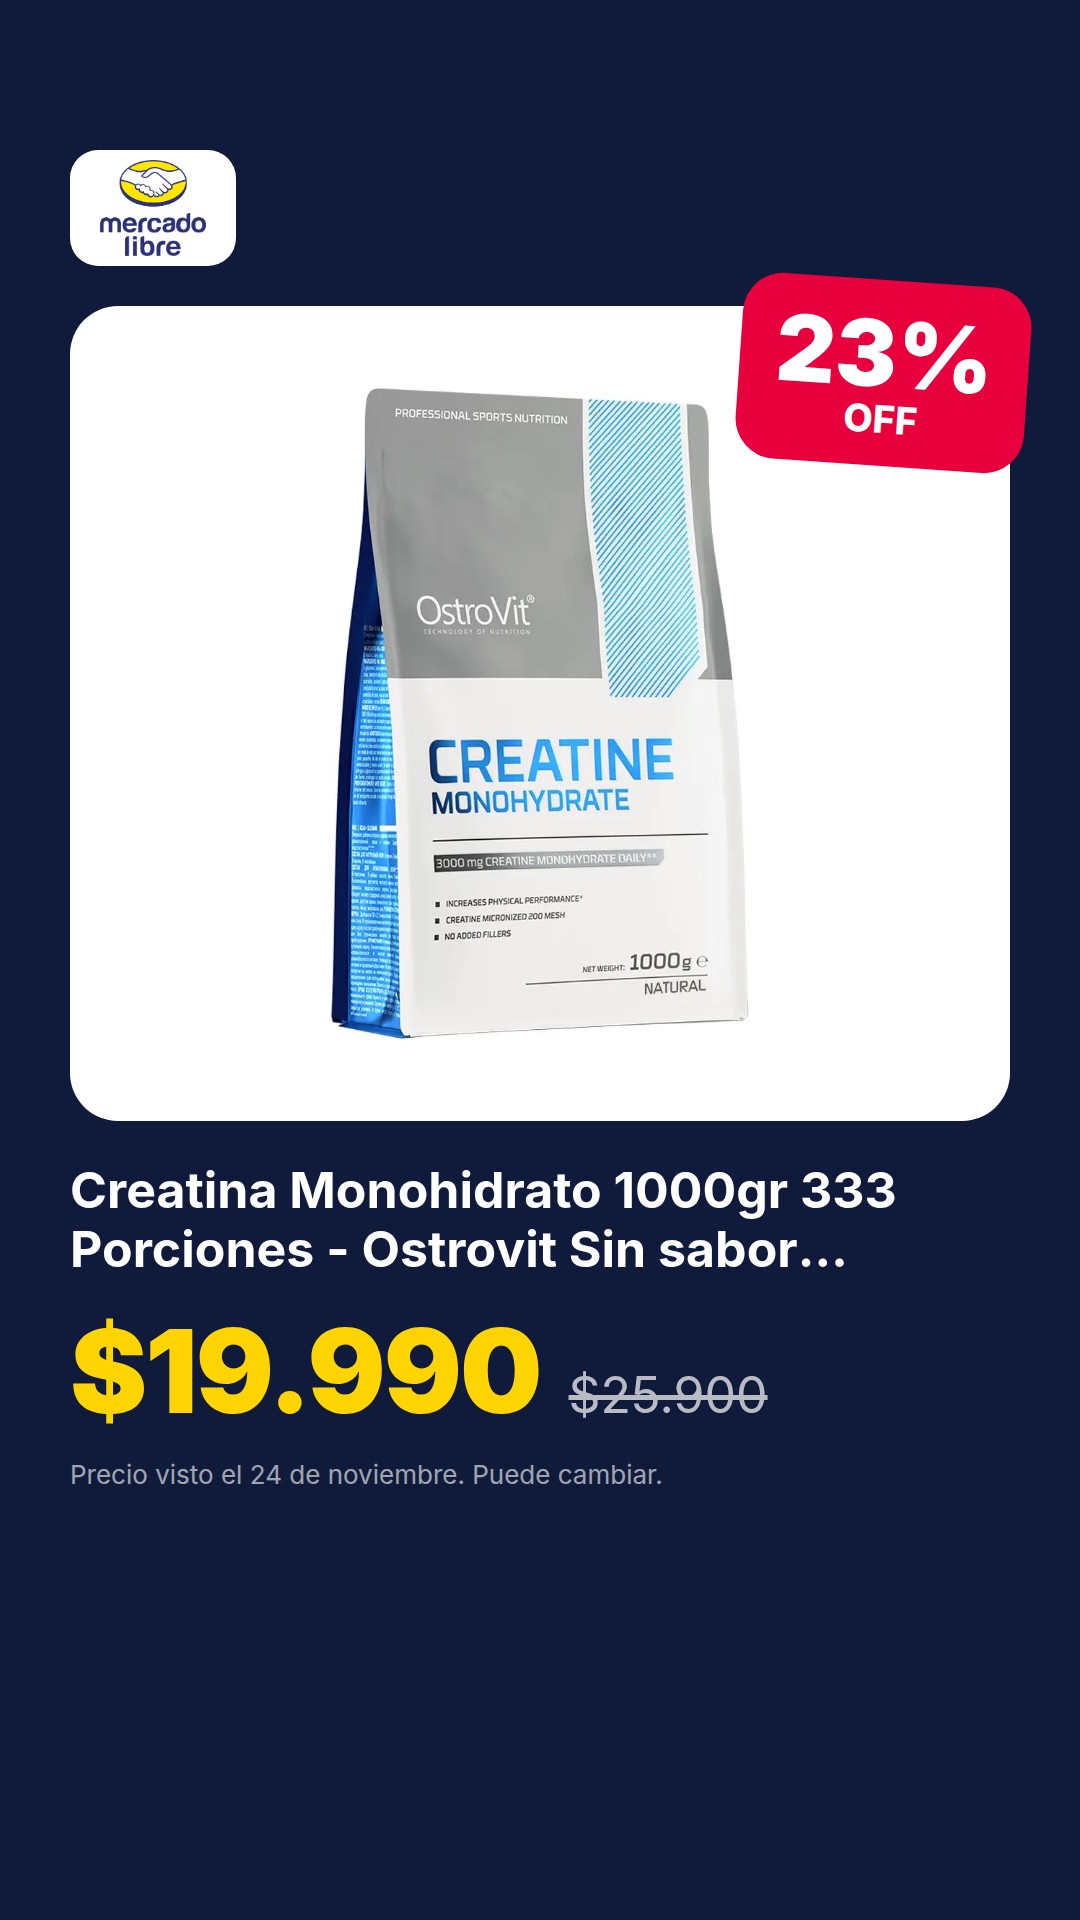 mercado
libre
23%
OFF
PROFESSIONAL SPORTS NUTRITION
OstroVit®
TECHNOLOGY OF NUTRITION
CREATINE
MONOHYDRATE
3000 mg CREATINE MONOHYDRATE DAILY**
INCREASES PHYSICAL PERFORMANCE*
CREATINE MICRONIZED 200 MESH
NO ADDED FILLERS
NET WEIGHT: 1000 g ℮
NATURAL
Creatina Monohidrato 1000gr 333
Porciones - Ostrovit Sin sabor...
$19.990 $25.900
Precio visto el 24 de noviembre. Puede cambiar.